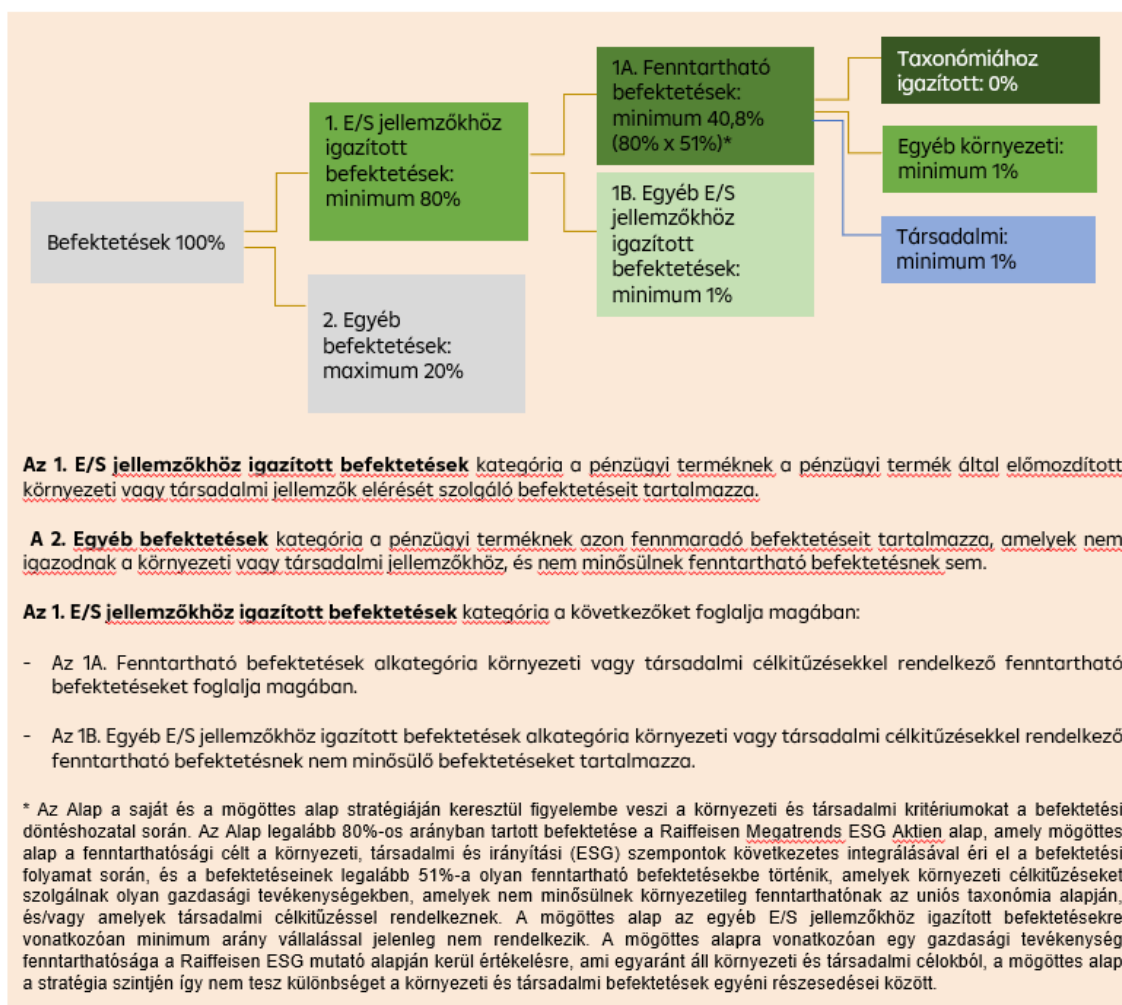 Befektetések 100%
1. E/S jellemzőkhöz
igazított
befektetések:
minimum 80%
2. Egyéb
befektetések:
maximum 20%
1A. Fenntartható
befektetések:
minimum 40,8%
(80% x 51%)*
1B. Egyéb E/S
jellemzőkhöz
igazított
befektetések:
minimum 1%
Taxonómiához
igazított: 0%
Egyéb környezeti:
minimum 1%
Társadalmi:
minimum 1%
Az 1. E/S jellemzőkhöz igazított befektetések kategória a pénzügyi terméknek a pénzügyi termék által előmozdított
környezeti vagy társadalmi jellemzők elérését szolgáló befektetéseit tartalmazza.
A 2. Egyéb befektetések kategória a pénzügyi terméknek azon fennmaradó befektetéseit tartalmazza, amelyek nem
igazodnak a környezeti vagy társadalmi jellemzőkhöz, és nem minősülnek fenntartható befektetésnek sem.
Az 1. E/S jellemzőkhöz igazított befektetések kategória a következőket foglalja magában:
- Az 1A. Fenntartható befektetések alkategória környezeti vagy társadalmi célkitűzésekkel rendelkező fenntartható
befektetéseket foglalja magában.
- Az 1B. Egyéb E/S jellemzőkhöz igazított befektetések alkategória környezeti vagy társadalmi célkitűzésekkel rendelkező
fenntartható befektetésnek nem minősülő befektetéseket tartalmazza.
* Az Alap a saját és a mögöttes alap stratégiáján keresztül figyelembe veszi a környezeti és társadalmi kritériumokat a befektetési
döntéshozatal során. Az Alap legalább 80%-os arányban tartott befektetése a Raiffeisen Megatrends ESG Aktien alap, amely mögöttes
alap a fenntarthatósági célt a környezeti, társadalmi és irányítási (ESG) szempontok következetes integrálásával éri el a befektetési
folyamat során, és a befektetéseinek legalább 51%-a olyan fenntartható befektetésekbe történik, amelyek környezeti célkitűzéseket
szolgálnak olyan gazdasági tevékenységekben, amelyek nem minősülnek környezetileg fenntarthatónak az uniós taxonómia alapján,
és/vagy amelyek társadalmi célkitűzéssel rendelkeznek. A mögöttes alap az egyéb E/S jellemzőkhöz igazított befektetésekre
vonatkozóan minimum arány vállalással jelenleg nem rendelkezik. A mögöttes alapra vonatkozóan egy gazdasági tevékenység
fenntarthatósága a Raiffeisen ESG mutató alapján kerül értékelésre, ami egyaránt áll környezeti és társadalmi célokból, a mögöttes alap
a stratégia szintjén így nem tesz különbséget a környezeti és társadalmi befektetések egyéni részesedései között.